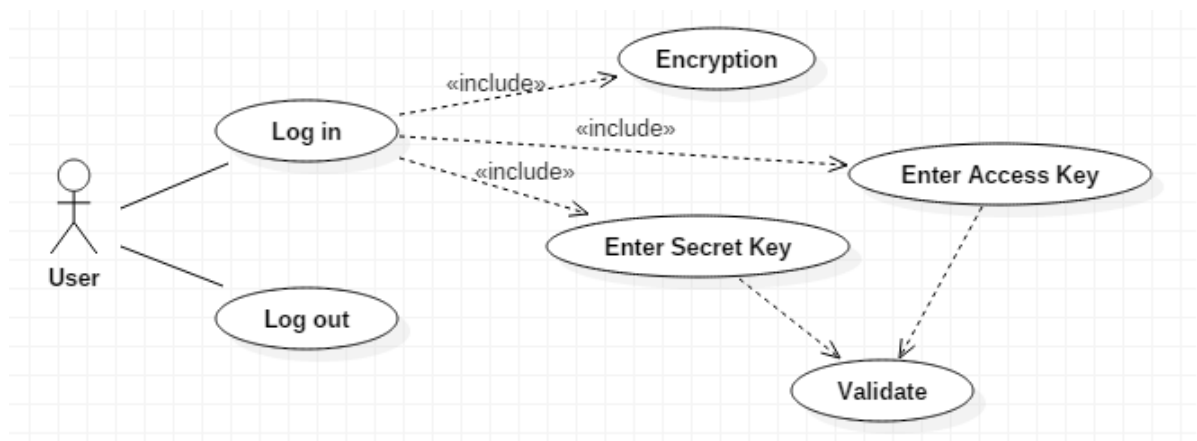 Encryption
«include»
Log in
«include»
«include»
Enter Access Key
Enter Secret Key
User
Log out
Validate